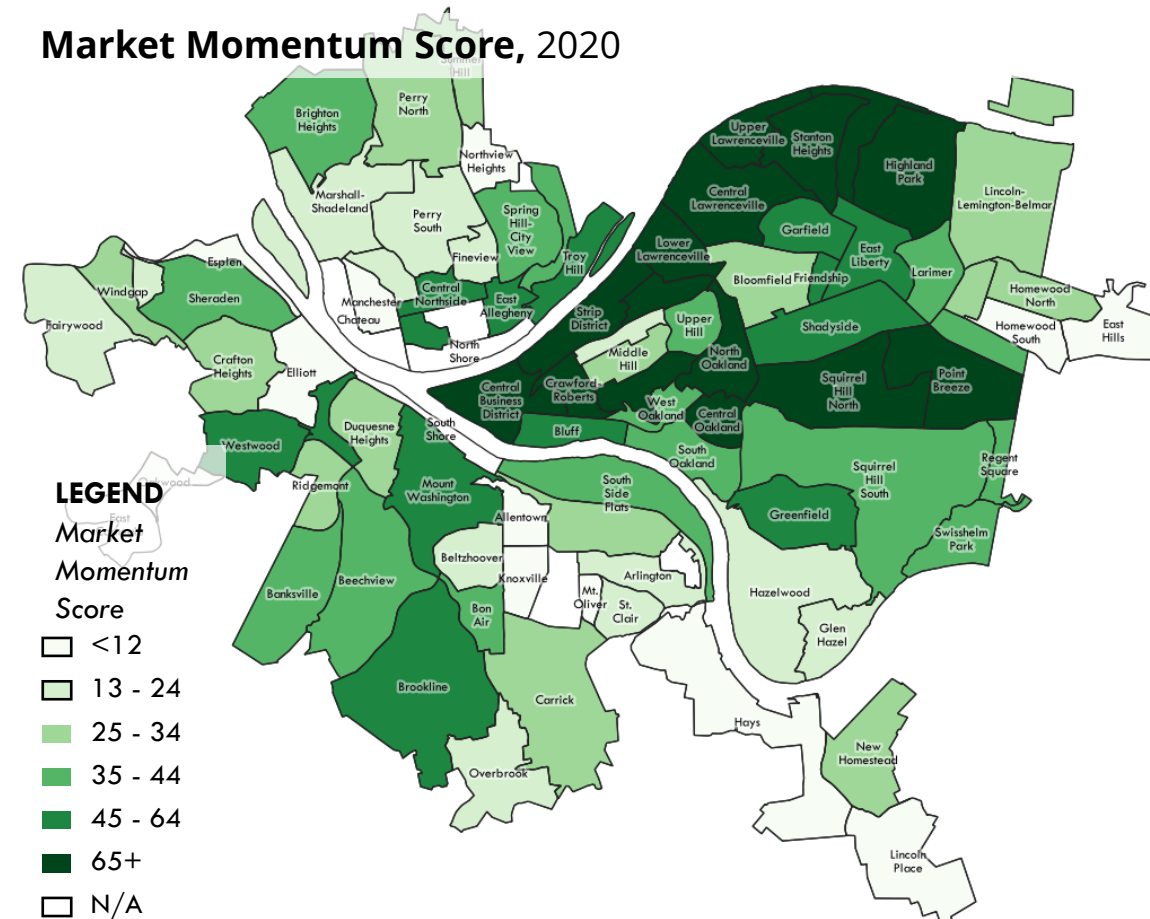 Market Momentum Score, 2020
Summer
Hill
Perry
North
Brighton
Heights
Northview
Heights
Marshall-
Shadeland
Perry
South
Spring
Hill-
City
View
Fineview
Troy
Hill
Esplen
Windgap
Sheraden
Fairywood
Manchester
Chateau
Central
Northside
East
Allegheny
North
Shore
Crafton
Heights
Elliott
Upper
Lawrenceville
Stanton
Heights
Highland
Park
Lincoln-
Lemington-Belmar
Central
Lawrenceville
Garfield
Lower
Lawrenceville
East
Liberty
Larimer
Bloomfield
Friendship
Homewood
North
Homewood
South
East
Hills
Strip
District
Upper
Hill
Shadyside
Middle
Hill
North
Oakland
Central
Business
District
Crawford-
Roberts
Squirrel
Hill
North
Point
Breeze
West
Oakland
Central
Oakland
Bluff
South
Shore
Duquesne
Heights
Westwood
Oakwood
East
Ridgemont
Mount
Washington
South
Oakland
Squirrel
Hill
South
Regent
Square
South
Side
Flats
Greenfield
Swisshelm
Park
Allentown
Beltzhoover
Knoxville
Arlington
Mt.
Oliver
St.
Clair
Hazelwood
Glen
Hazel
Banksville
Beechview
Bon
Air
Brookline
Carrick
Overbrook
Hays
New
Homestead
Lincoln
Place
LEGEND
Market
Momentum
Score
<12
13 - 24
25 - 34
35 - 44
45 - 64
65+
N/A